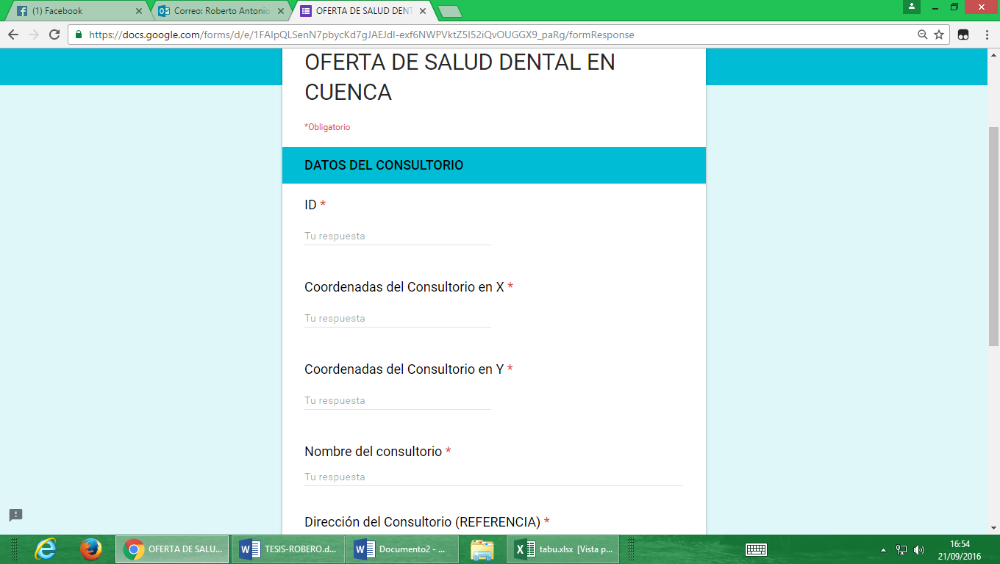 (1) Facebook
Correo: Roberto Antonio
OFERTA DE SALUD DENT
https://docs.google.com/forms/d/e/1FAIpQLSenN7pbycKd7gJAEJdI-exf6NWPVktZ5I52iQvOUGGX9_paRg/formResponse
OFERTA DE SALUD DENTAL EN
CUENCA
*Obligatorio
DATOS DEL CONSULTORIO
ID *
Tu respuesta
Coordenadas del Consultorio en X *
Tu respuesta
Coordenadas del Consultorio en Y *
Tu respuesta
Nombre del consultorio *
Tu respuesta
Dirección del Consultorio (REFERENCIA) *
OFERTA DE SALU...
TESIS-ROBERO.d...
Documento2 - ...
tabu.xlsx [Vista p...
16:54
21/09/2016